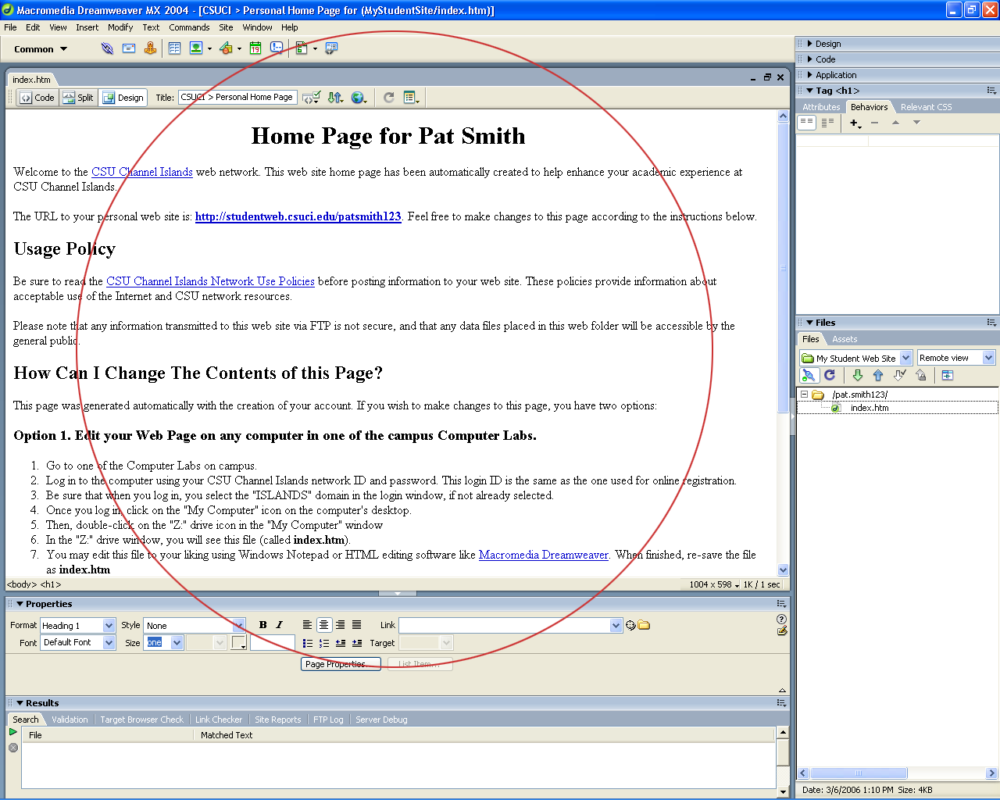 Macromedia Dreamweaver MX 2004 - [CSUCI > Personal Home Page for (MyStudentSite/index.htm)]
File Edit View Insert Modify Text Commands Site Window Help
Common
19
index.htm
Code Split Design Title: CSUCI > Personal Home Page
Home Page for Pat Smith
Welcome to the CSU Channel Islands web network. This web site home page has been automatically created to help enhance your academic experience at
CSU Channel Islands.
The URL to your personal web site is: http://studentweb.csuci.edu/patsmith123. Feel free to make changes to this page according to the instructions below.
Usage Policy
Be sure to read the CSU Channel Islands Network Use Policies before posting information to your web site. These policies provide information about
acceptable use of the Internet and CSU network resources.
Please note that any information transmitted to this web site via FTP is not secure, and that any data files placed in this web folder will be accessible by the
general public.
How Can I Change The Contents of this Page?
This page was generated automatically with the creation of your account. If you wish to make changes to this page, you have two options:
Option 1. Edit your Web Page on any computer in one of the campus Computer Labs.
1. Go to one of the Computer Labs on campus.
2. Log in to the computer using your CSU Channel Islands network ID and password. This login ID is the same as the one used for online registration.
3. Be sure that when you log in, you select the "ISLANDS" domain in the login window, if not already selected.
4. Once you log in, click on the "My Computer" icon on the computer's desktop.
5. Then, double-click on the "Z:" drive icon in the "My Computer" window
6. In the "Z:" drive window, you will see this file (called index.htm).
7. You may edit this file to your liking using Windows Notepad or HTML editing software like Macromedia Dreamweaver. When finished, re-save the file
as index.htm
<body> <h1> 1004 x 598 1K / 1 sec
Properties
Format Heading 1 Style None B I Link
Font Default Font Size one Target
Page Properties... List Item...
Results
Search Validation Target Browser Check Link Checker Site Reports FTP Log Server Debug
File Matched Text
Design
Code
Application
Tag <h1>
Attributes Behaviors Relevant CSS
Files
Files Assets
My Student Web Site Remote view
/pat.smith123/
index.htm
Date: 3/6/2006 1:10 PM Size: 4KB